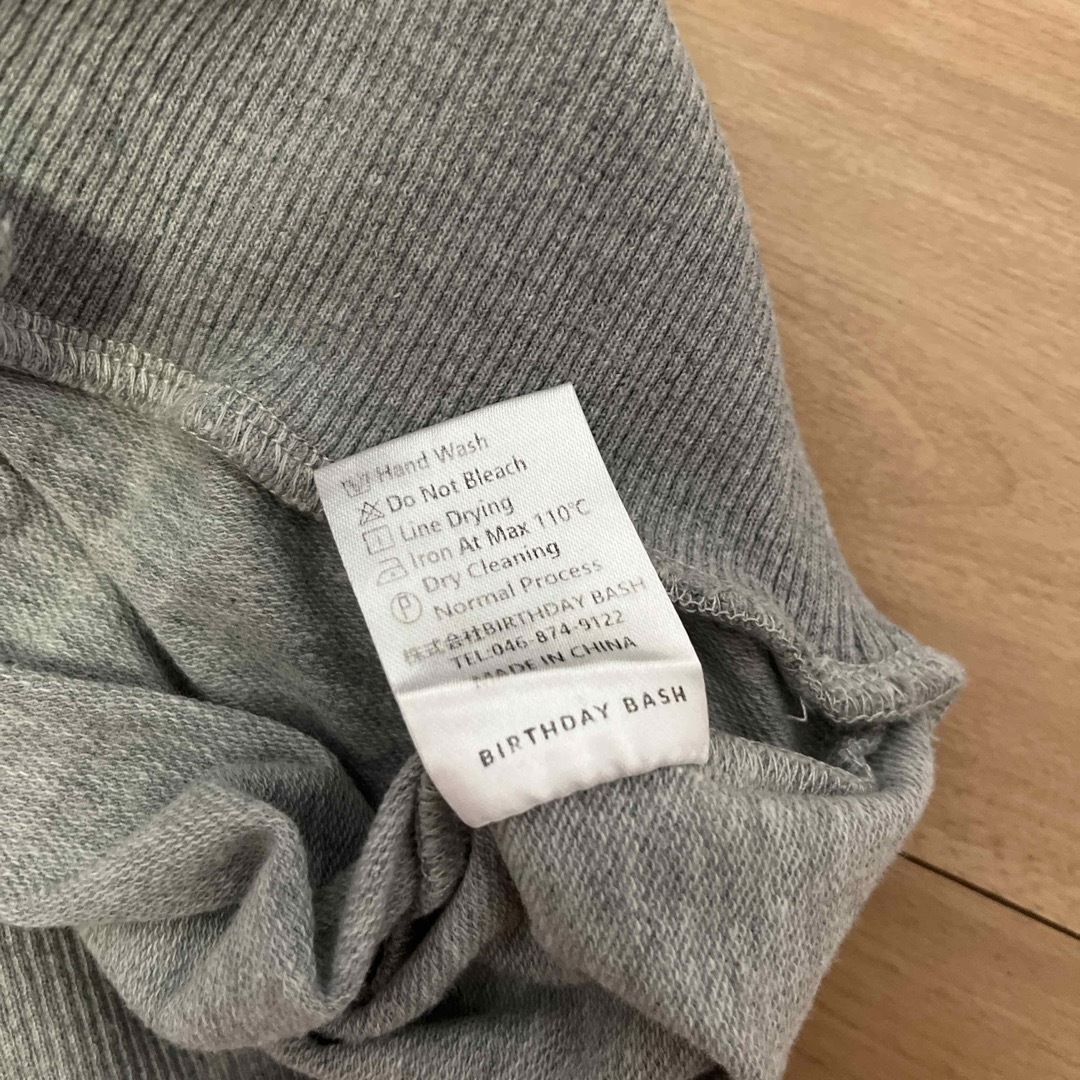 Hand Wash
Do Not Bleach
Line Drying
Iron At Max 110℃
Dry Cleaning
P
Normal Process
株式会社BIRTHDAY BASH
TEL:046-874-9122
MADE IN CHINA
BIRTHDAY BASH